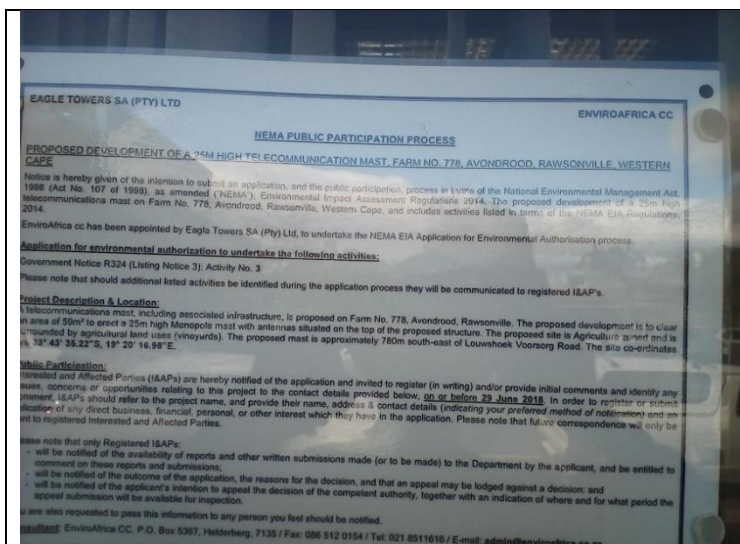 EAGLE TOWERS SA (PTY) LTD
ENVIROAFRICA CC
NEMA PUBLIC PARTICIPATION PROCESS
PROPOSED DEVELOPMENT OF A 25M HIGH TELECOMMUNICATION MAST, FARM NO. 778, AVONDROOD, RAWSONVILLE, WESTERN
CAPE
Notice is hereby given of the intention to submit an application, and the public participation, process in terms of the National Environmental Management Act,
1998 (Act No. 107 of 1998), as amended ("NEMA"), Environmental Impact Assessment Regulations 2014. The proposed development of a 25m high
telecommunications mast on Farm No. 778, Avondrood, Rawsonville, Western Cape, and includes activities listed in terms of the NEMA EIA Regulations,
2014.
EnviroAfrica cc has been appointed by Eagle Towers SA (Pty) Ltd, to undertake the NEMA EIA Application for Environmental Authorisation process.
Application for environmental authorization to undertake the following activities:
Government Notice R324 (Listing Notice 3): Activity No. 3
Please note that should additional listed activities be identified during the application process they will be communicated to registered I&AP's.
Project Description & Location:
telecommunications mast, including associated infrastructure, is proposed on Farm No. 778, Avondrood, Rawsonville. The proposed development is to clear
an area of 50m² to erect a 25m high Monopole mast with antennas situated on the top of the proposed structure. The proposed site is Agriculture zoned and is
surrounded by agricultural land uses (vineyards). The proposed mast is approximately 780m south-east of Louwshoek Voorsorg Road. The site co-ordinates
33° 43' 35.22"S, 19° 20' 16.98"E.
Public Participation:
Interested and Affected Parties (I&APs) are hereby notified of the application and invited to register (in writing) and/or provide initial comments and identify any
issues, concerns or opportunities relating to this project to the contact details provided below, on or before 29 June 2018. In order to register or submit
comment, I&APs should refer to the project name, and provide their name, address & contact details (indicating your preferred method of notification) and an
indication of any direct business, financial, personal, or other interest which they have in the application. Please note that future correspondence will only be
sent to registered Interested and Affected Parties.
Please note that only Registered I&APs:
- will be notified of the availability of reports and other written submissions made (or to be made) to the Department by the applicant, and be entitled to
comment on these reports and submissions;
- will be notified of the outcome of the application, the reasons for the decision, and that an appeal may be lodged against a decision; and
- will be notified of the applicant's intention to appeal the decision of the competent authority, together with an indication of where and for what period the
appeal submission will be available for inspection.
You are also requested to pass this information to any person you feel should be notified.
Consultant: EnviroAfrica CC. P.O. Box 5367, Helderberg, 7135 / Fax: 086 512 0154 / Tel: 021 8511616 / E-mail: